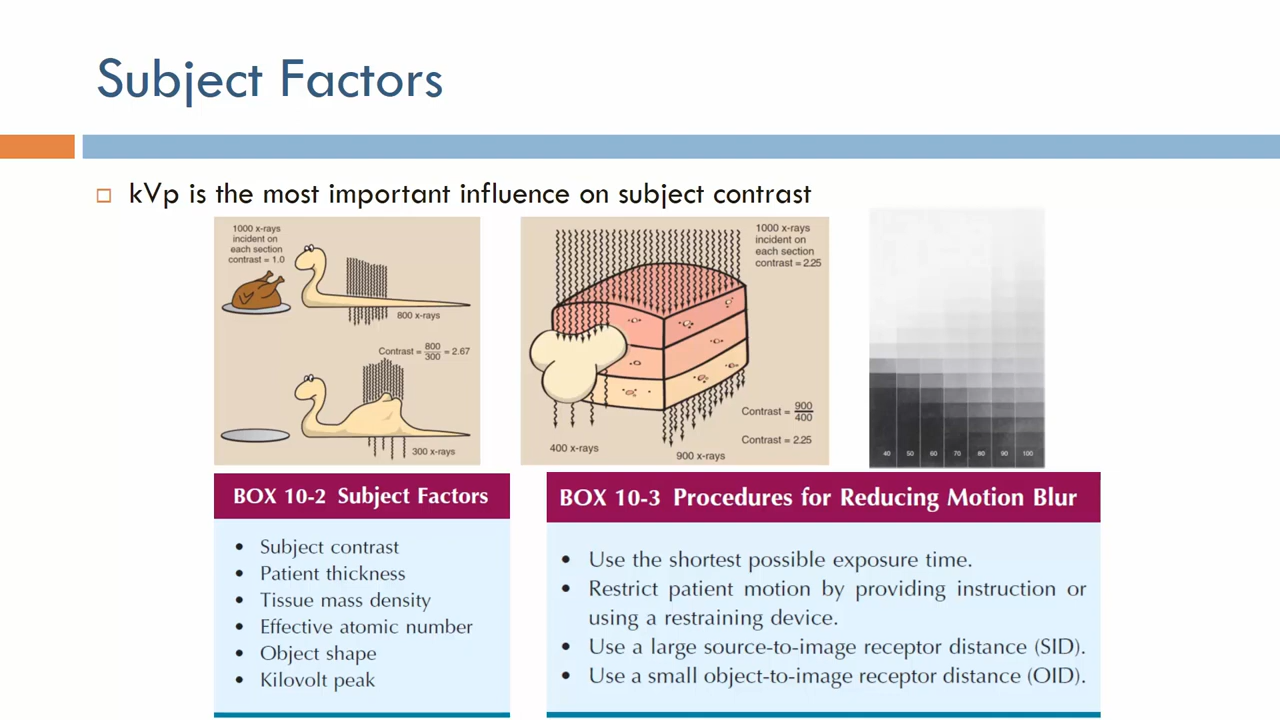 Subject Factors
kVp is the most important influence on subject contrast
1000 x-rays
incident on
each section
contrast = 1.0
800 x-rays
Contrast = 800/300 = 2.67
300 x-rays
1000 x-rays
incident on
each section
contrast = 2.25
Contrast = 900/400
Contrast = 2.25
400 x-rays
900 x-rays
40 50 60 70 80 90 100
BOX 10-2 Subject Factors
• Subject contrast
• Patient thickness
• Tissue mass density
• Effective atomic number
• Object shape
• Kilovolt peak
BOX 10-3 Procedures for Reducing Motion Blur
• Use the shortest possible exposure time.
• Restrict patient motion by providing instruction or
using a restraining device.
• Use a large source-to-image receptor distance (SID).
• Use a small object-to-image receptor distance (OID).